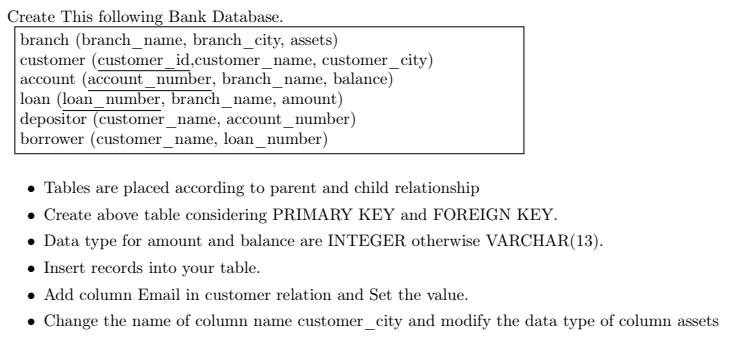 Create This following Bank Database.
branch (branch_name, branch_city, assets)
customer (customer_id,customer_name, customer_city)
account (account_number, branch_name, balance)
loan (loan_number, branch_name, amount)
depositor (customer_name, account_number)
borrower (customer_name, loan_number)
• Tables are placed according to parent and child relationship
• Create above table considering PRIMARY KEY and FOREIGN KEY.
• Data type for amount and balance are INTEGER otherwise VARCHAR(13).
• Insert records into your table.
• Add column Email in customer relation and Set the value.
• Change the name of column name customer_city and modify the data type of column assets